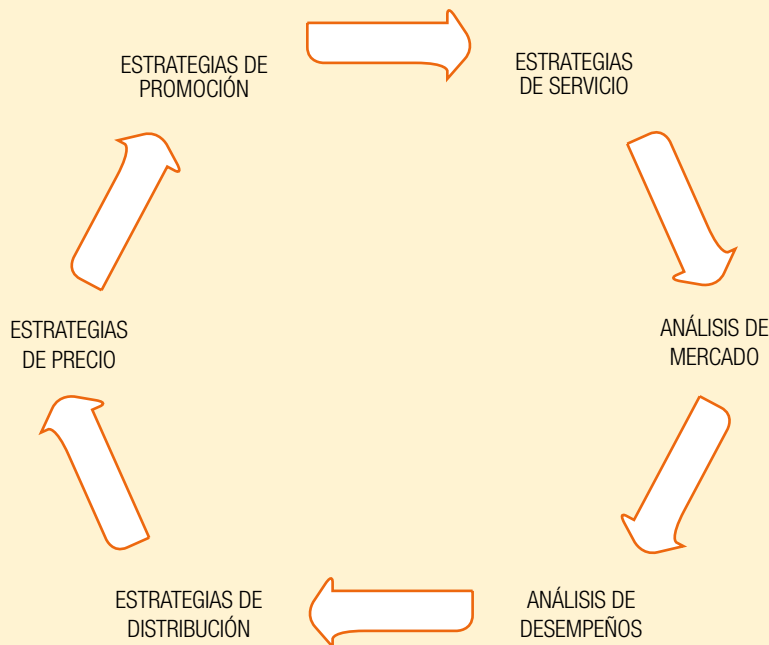 ESTRATEGIAS DE
PROMOCIÓN
ESTRATEGIAS
DE SERVICIO
ESTRATEGIAS
DE PRECIO
ANÁLISIS DE
MERCADO
ESTRATEGIAS DE
DISTRIBUCIÓN
ANÁLISIS DE
DESEMPEÑOS